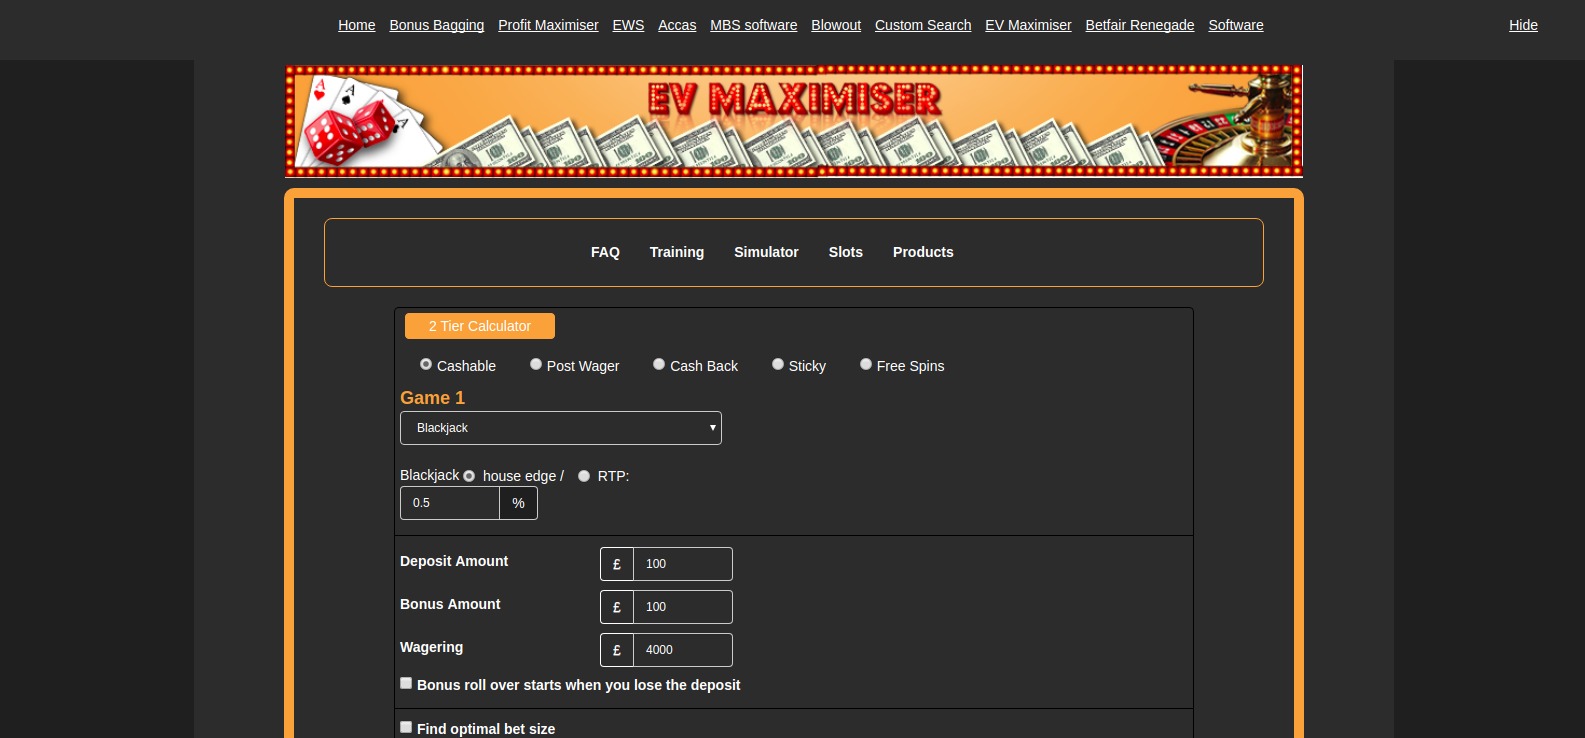 Home Bonus Bagging Profit Maximiser EWS Accas MBS software Blowout Custom Search EV Maximiser Betfair Renegade Software Hide
EV MAXIMISER
FAQ Training Simulator Slots Products
2 Tier Calculator
Cashable Post Wager Cash Back Sticky Free Spins
Game 1
Blackjack
Blackjack house edge / RTP:
0.5 %
Deposit Amount £ 100
Bonus Amount £ 100
Wagering £ 4000
Bonus roll over starts when you lose the deposit
Find optimal bet size